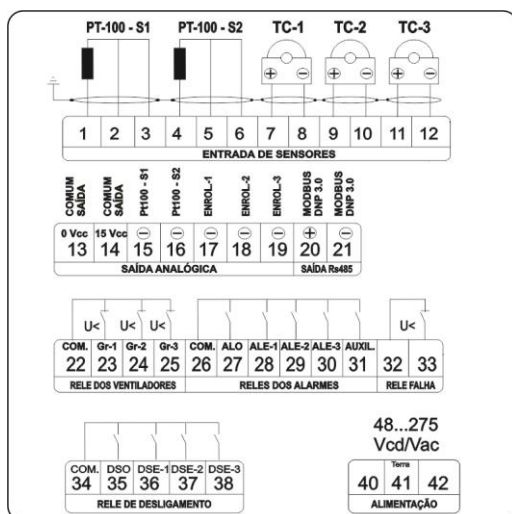 PT-100 - S1 PT-100 - S2 TC-1 TC-2 TC-3
⊕ ⊖ ⊕ ⊖ ⊕ ⊖
1 2 3 4 5 6 7 8 9 10 11 12
ENTRADA DE SENSORES
COMUM SAÍDA
COMUM SAÍDA
Pt100 - S1
Pt100 - S2
ENROL-1
ENROL-2
ENROL-3
MODBUS DNP 3.0
MODBUS DNP 3.0
0 Vcc 15 Vcc ⊖ ⊖ ⊖ ⊖ ⊖ ⊕ ⊖
13 14 15 16 17 18 19 20 21
SAÍDA ANALÓGICA SAÍDA Rs485
U< U< U< U<
COM. Gr-1 Gr-2 Gr-3 COM. ALO ALE-1 ALE-2 ALE-3 AUXIL.
22 23 24 25 26 27 28 29 30 31 32 33
RELE DOS VENTILADORES RELES DOS ALARMES RELE FALHA
COM. DSO DSE-1 DSE-2 DSE-3
34 35 36 37 38
RELE DE DESLIGAMENTO
48...275
Vcd/Vac
Terra
40 41 42
ALIMENTAÇÃO